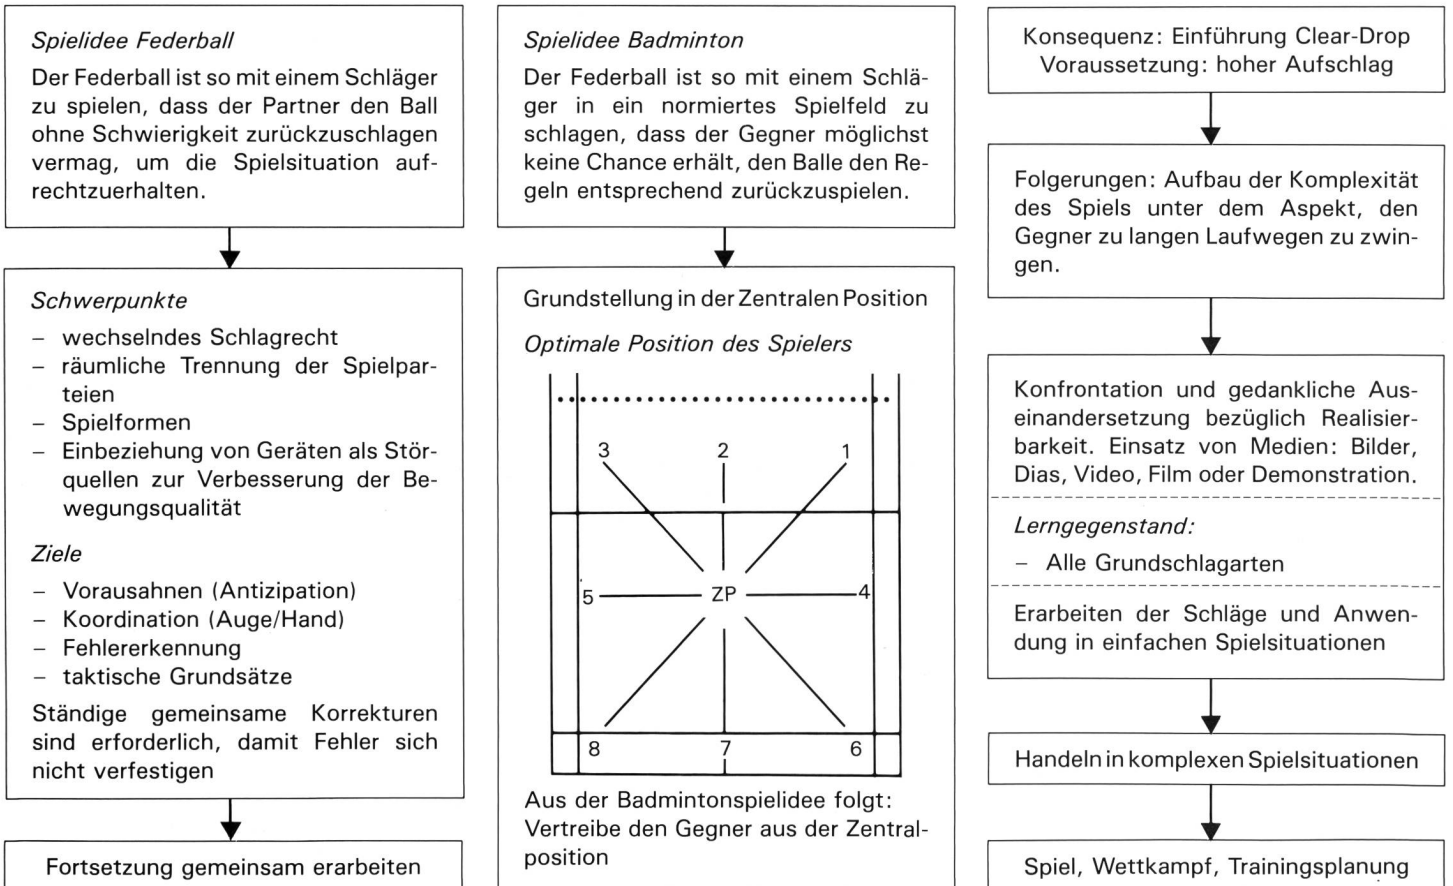 Spielidee Federball
Der Federball ist so mit einem Schläger
zu spielen, dass der Partner den Ball
ohne Schwierigkeit zurückzuschlagen
vermag, um die Spielsituation auf-
rechtzuerhalten.
Schwerpunkte
– wechselndes Schlagrecht
– räumliche Trennung der Spielpar-
teien
– Spielformen
– Einbeziehung von Geräten als Stör-
quellen zur Verbesserung der Be-
wegungsqualität
Ziele
– Vorausahnen (Antizipation)
– Koordination (Auge/Hand)
– Fehlererkennung
– taktische Grundsätze
Ständige gemeinsame Korrekturen
sind erforderlich, damit Fehler sich
nicht verfestigen
Fortsetzung gemeinsam erarbeiten
Spielidee Badminton
Der Federball ist so mit einem Schlä-
ger in ein normiertes Spielfeld zu
schlagen, dass der Gegner möglichst
keine Chance erhält, den Balle den Re-
geln entsprechend zurückzuspielen.
Grundstellung in der Zentralen Position
Optimale Position des Spielers
3 2 1
5 ZP 4
8 7 6
Aus der Badmintonspielidee folgt:
Vertreibe den Gegner aus der Zentral-
position
Konsequenz: Einführung Clear-Drop
Voraussetzung: hoher Aufschlag
Folgerungen: Aufbau der Komplexität
des Spiels unter dem Aspekt, den
Gegner zu langen Laufwegen zu zwin-
gen.
Konfrontation und gedankliche Aus-
einandersetzung bezüglich Realisier-
barkeit. Einsatz von Medien: Bilder,
Dias, Video, Film oder Demonstration.
Lerngegenstand:
– Alle Grundschlagarten
Erarbeiten der Schläge und Anwen-
dung in einfachen Spielsituationen
Handeln in komplexen Spielsituationen
Spiel, Wettkampf, Trainingsplanung